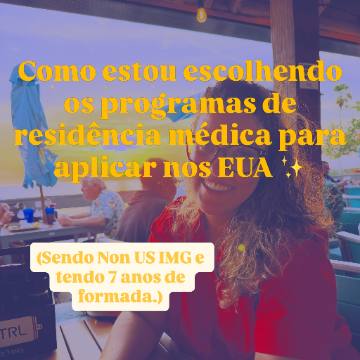 Como estou escolhendo
os programas de
residência médica para
aplicar nos EUA ✨
(Sendo Non US IMG e
tendo 7 anos de
formada.)
TRL